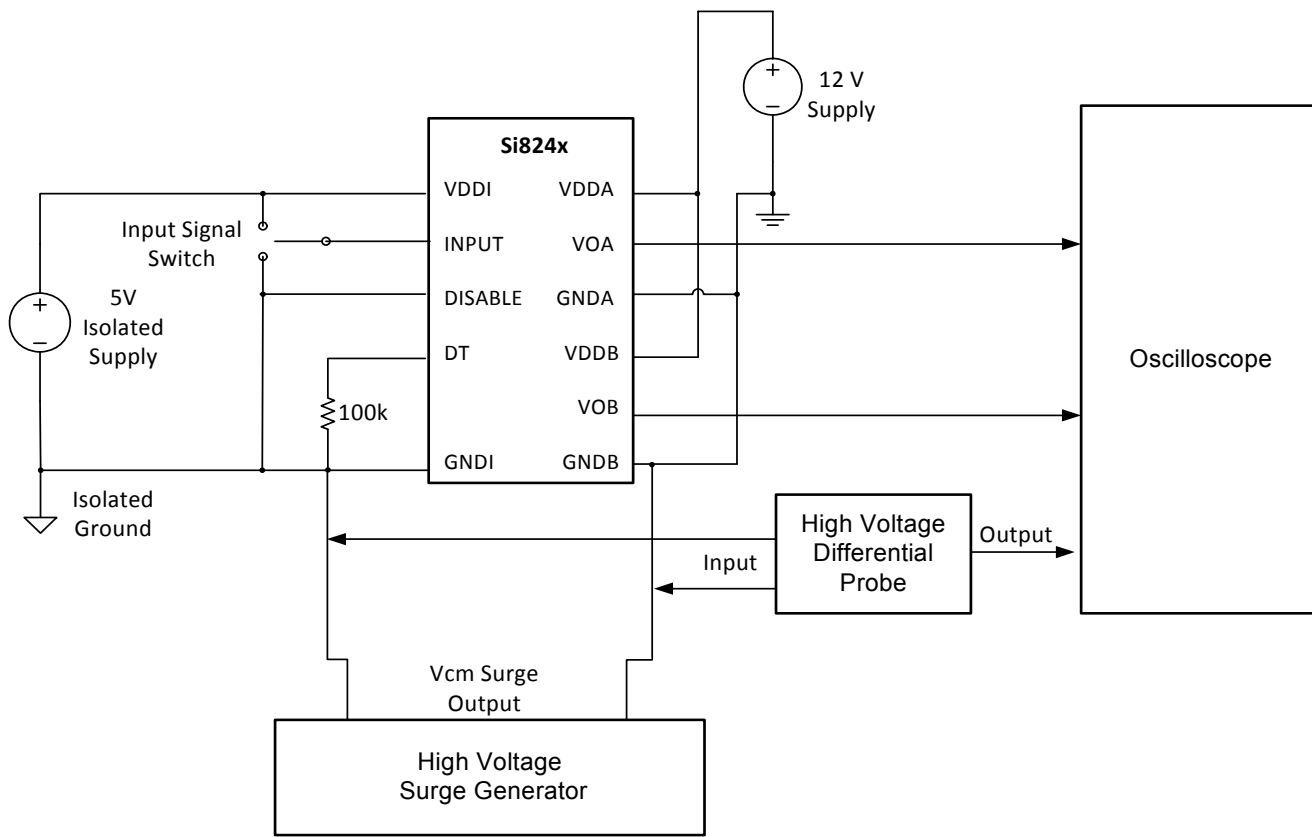 12 V
Supply
+
−
Si824x
VDDI
VDDA
Input Signal
Switch
INPUT
VOA
5V
Isolated
Supply
+
−
DISABLE
GNDA
DT
VDDB
Oscilloscope
100k
VOB
GNDI
GNDB
Isolated
Ground
High Voltage
Differential
Probe
Input
Output
Vcm Surge
Output
High Voltage
Surge Generator